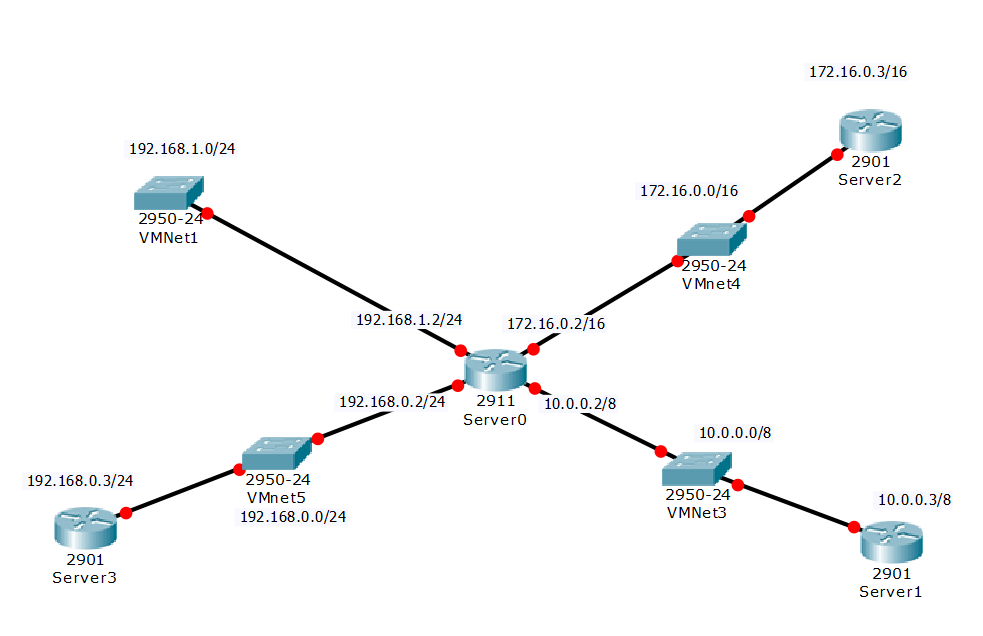 172.16.0.3/16
2901
Server2
192.168.1.0/24
2950-24
VMNet1
172.16.0.0/16
2950-24
VMnet4
192.168.1.2/24
172.16.0.2/16
2911
Server0
192.168.0.2/24
10.0.0.2/8
10.0.0.0/8
2950-24
VMNet3
192.168.0.3/24
2950-24
VMnet5
192.168.0.0/24
10.0.0.3/8
2901
Server3
2901
Server1